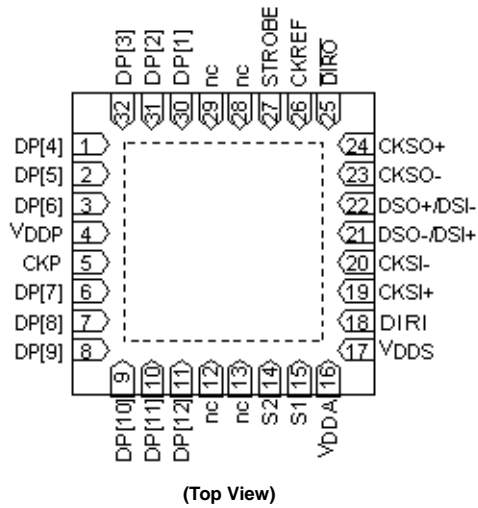 DP[3]
DP[2]
DP[1]
nc
nc
STROBE
CKREF
DIRO
32
31
30
29
28
27
26
25
DP[4] 1
DP[5] 2
DP[6] 3
VDDP 4
CKP 5
DP[7] 6
DP[8] 7
DP[9] 8
24 CKSO+
23 CKSO-
22 DSO+/DSI-
21 DSO-/DSI+
20 CKSI-
19 CKSI+
18 DIRI
17 VDDS
9
10
11
12
13
14
15
16
DP[10]
DP[11]
DP[12]
nc
nc
S2
S1
VDDA
(Top View)